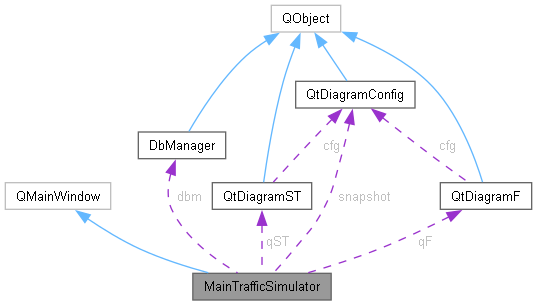 QObject
QtDiagramConfig
DbManager
cfg
cfg
QMainWindow
dbm
QtDiagramST
snapshot
QtDiagramF
qST
qF
MainTrafficSimulator